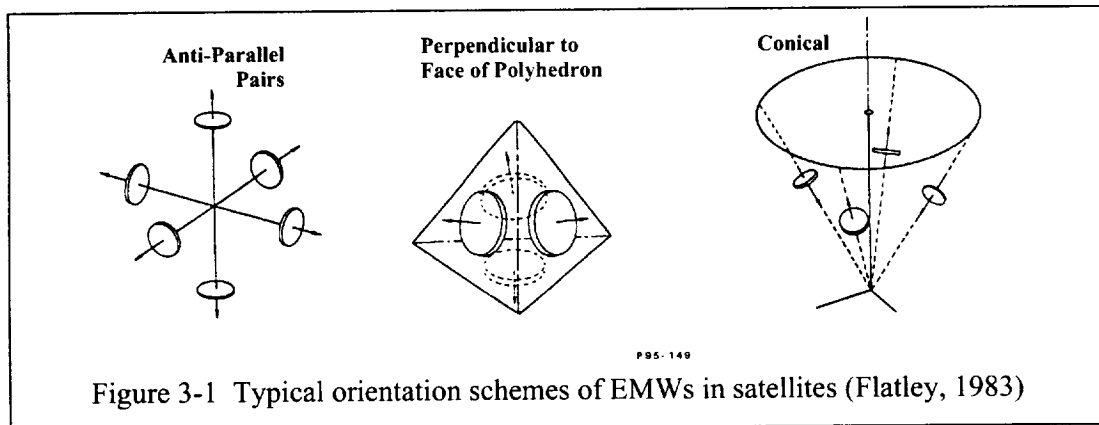 Anti-Parallel
Pairs
Perpendicular to
Face of Polyhedron
Conical
P95-149
Figure 3-1 Typical orientation schemes of EMWs in satellites (Flatley, 1983)